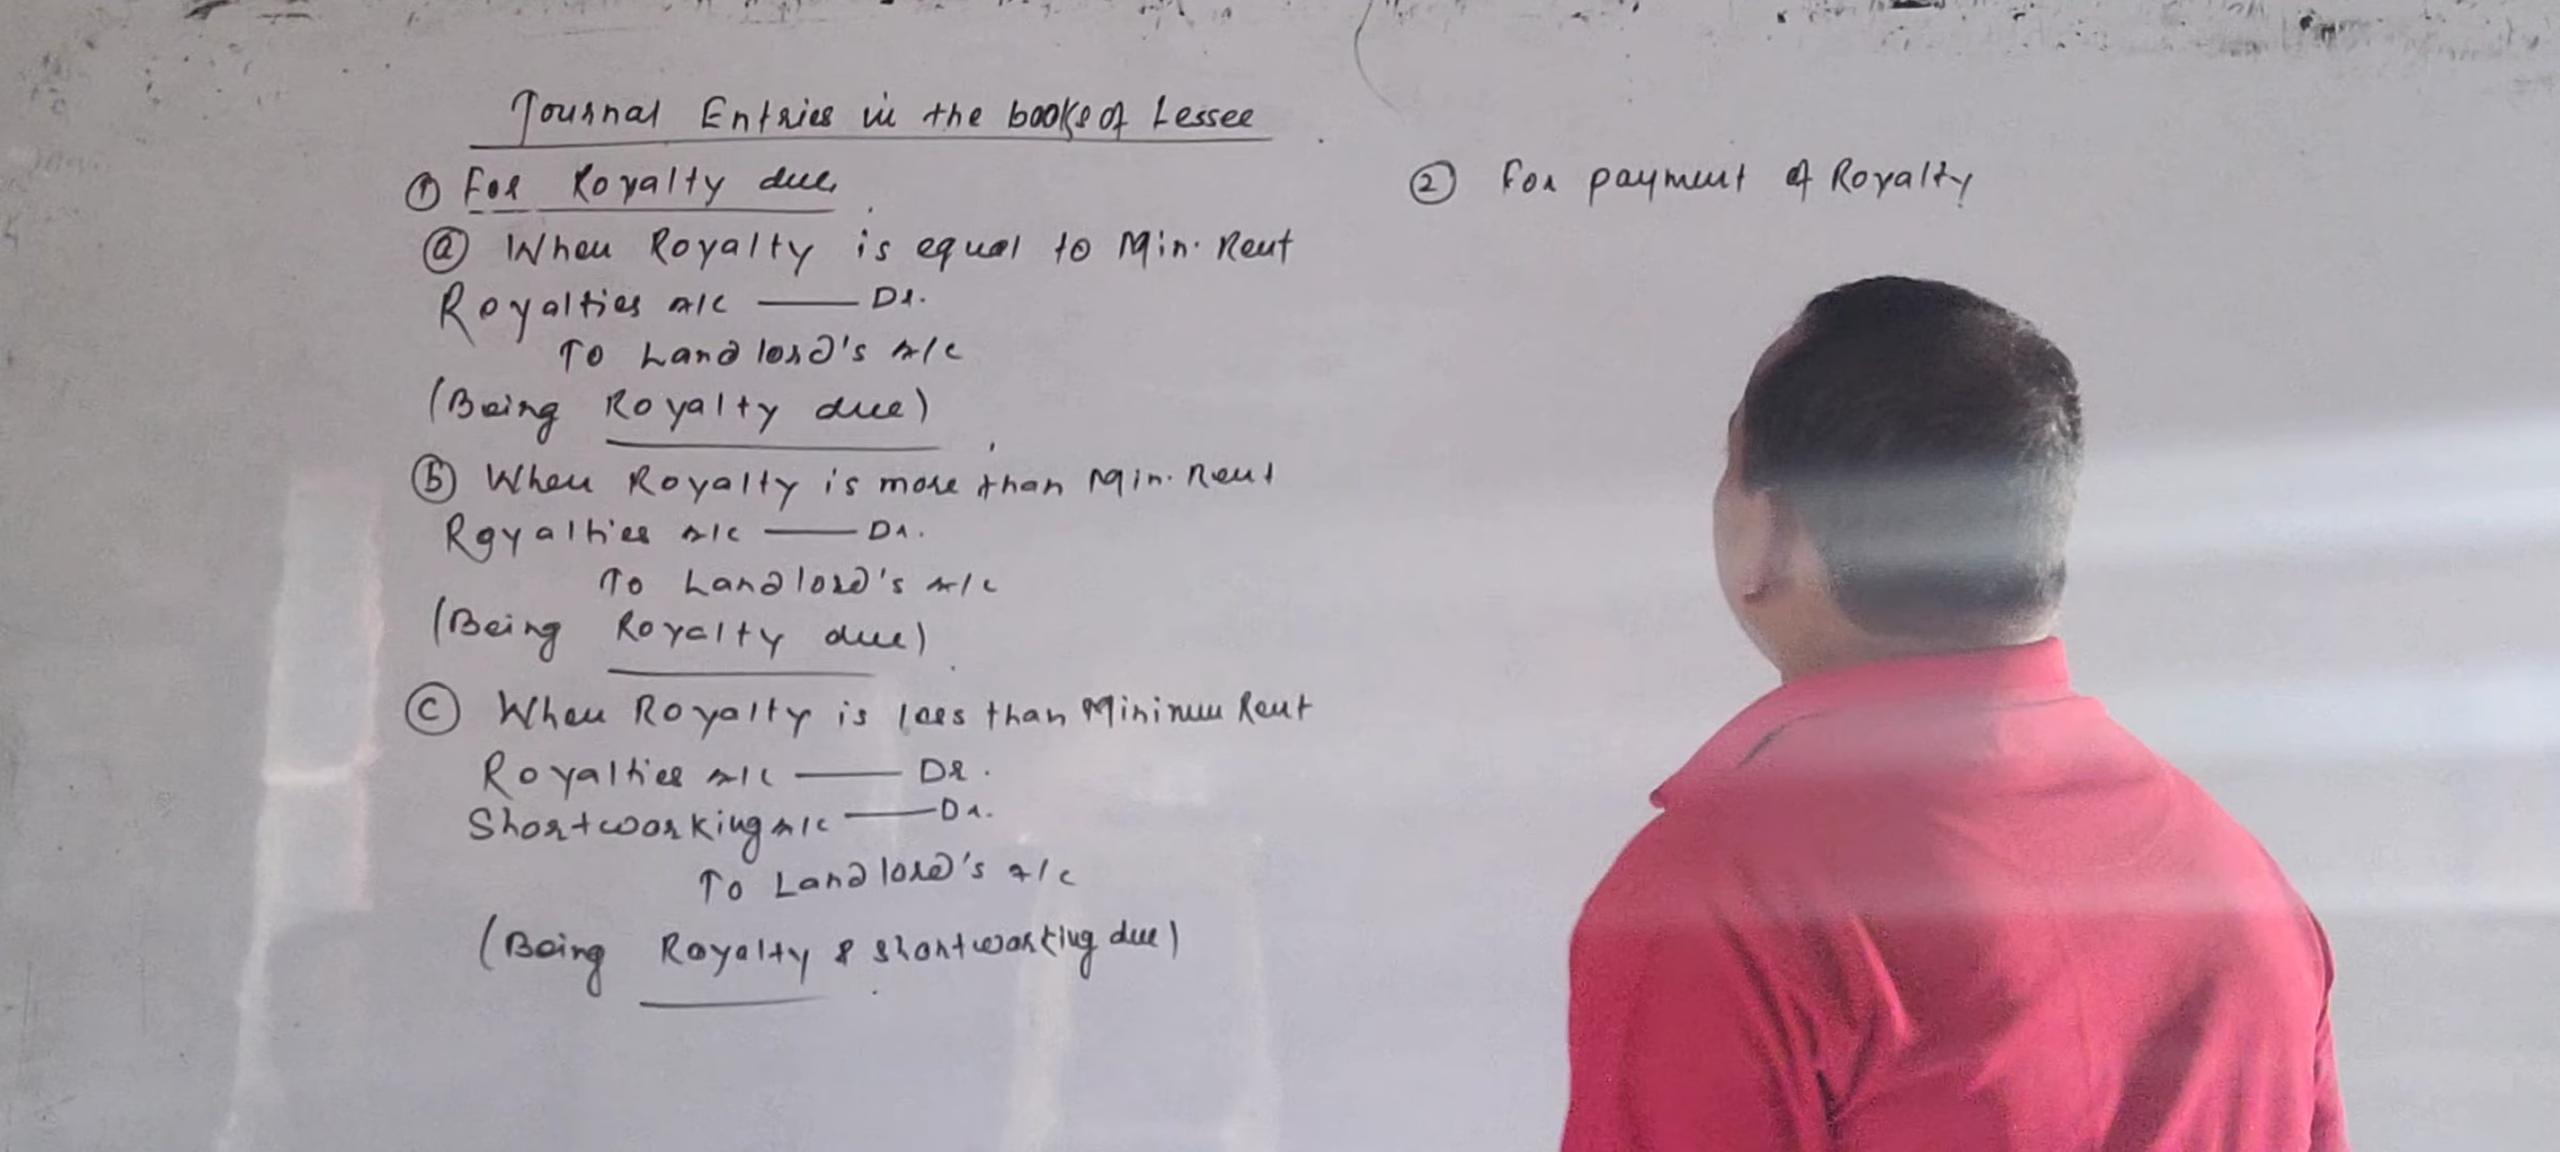 Journal Entries in the books of Lessee
① For Royalty due
ⓐ When Royalty is equal to Min. Rent
Royalties A/c —— Dr.
To Landlord's A/c
(Being Royalty due)
ⓑ When Royalty is more than Min. Rent
Royalties A/c —— Dr.
To Landlord's A/c
(Being Royalty due)
ⓒ When Royalty is less than Minimum Rent
Royalties A/c —— Dr.
Shortworking A/c —— Dr.
To Landlord's A/c
(Being Royalty & shortworking due)
② For payment of Royalty